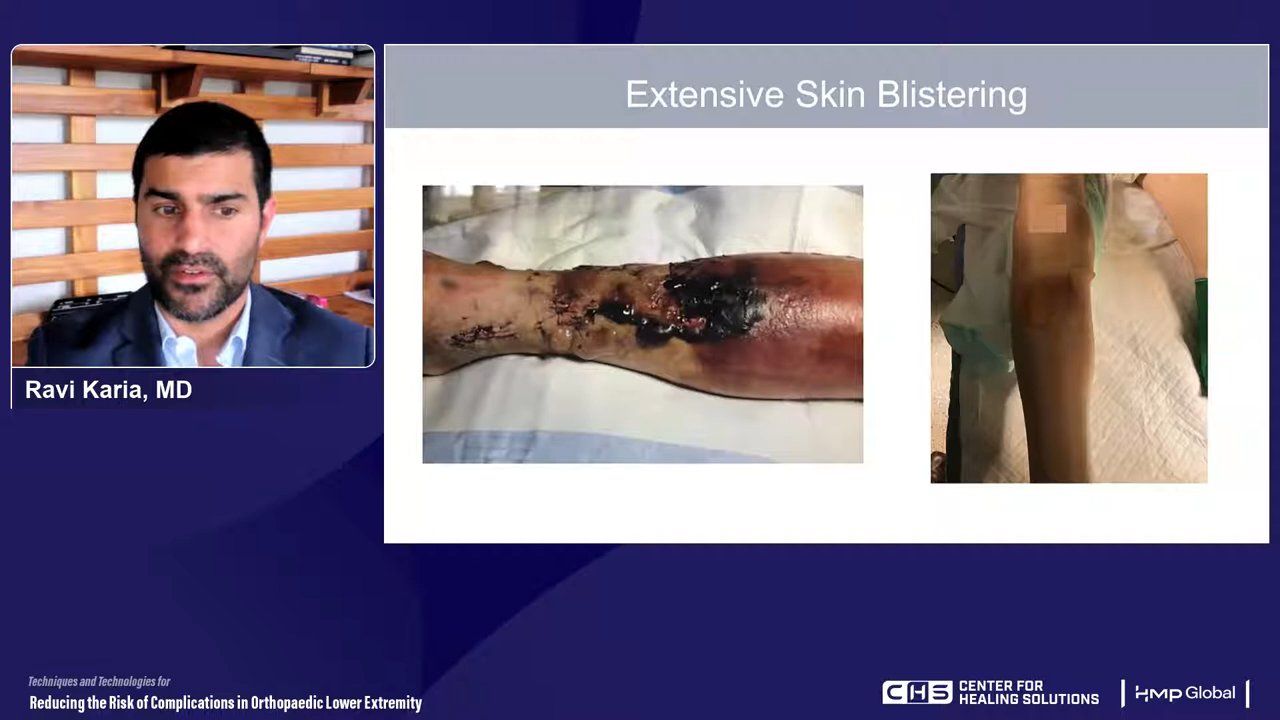 Extensive Skin Blistering
Ravi Karia, MD
Techniques and Technologies for
Reducing the Risk of Complications in Orthopaedic Lower Extremity
CHS CENTER FOR
HEALING SOLUTIONS
HMP Global